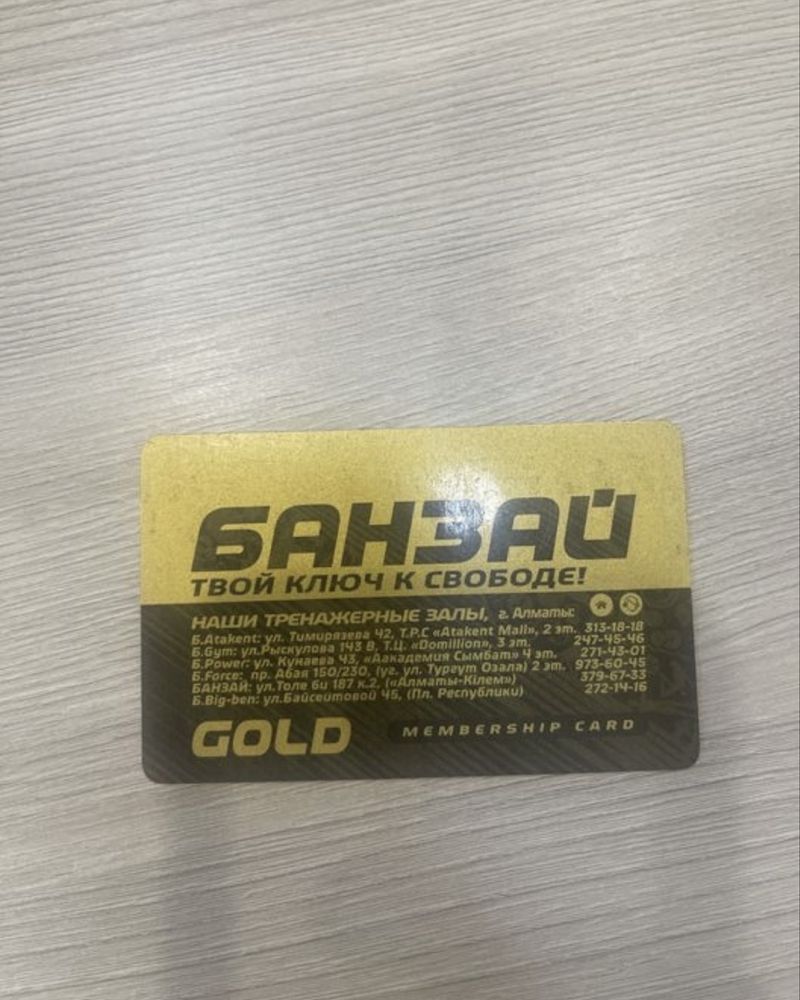 БАНЗАЙ
ТВОЙ КЛЮЧ К СВОБОДЕ!
НАШИ ТРЕНАЖЕРНЫЕ ЗАЛЫ, г. Алматы:
Б.Atakent: ул. Тимирязева 42, Т.Р.С «Atakent Mall», 2 эт. 313-18-18
Б.Gym: ул.Рыскулова 143 В, Т.Ц. «Domillion», 3 эт. 247-45-46
Б.Power: ул. Кунаева 43, «Аакадемия Сымбат» 4 эт. 271-43-01
Б.Force: пр. Абая 150/230, (уг. ул. Тургут Озала) 2 эт. 973-60-45
БАНЗАЙ: ул.Толе би 187 к.2, («Алматы-Кілем») 379-67-33
Б.Big-ben: ул.Байсеитовой 45, (Пл. Республики) 272-14-16
GOLD MEMBERSHIP CARD